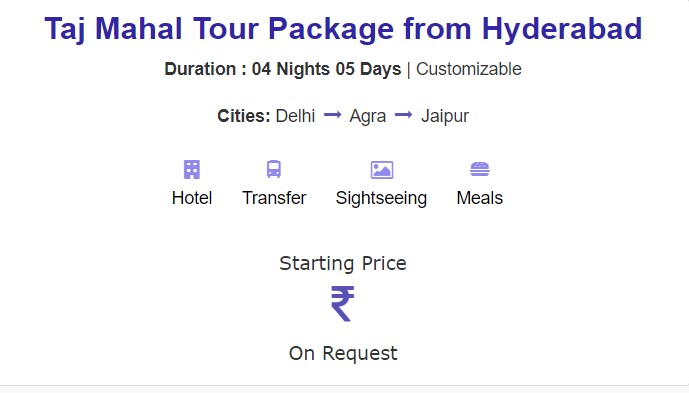 Taj Mahal Tour Package from Hyderabad
Duration : 04 Nights 05 Days | Customizable
Cities: Delhi ➞ Agra ➞ Jaipur
Hotel Transfer Sightseeing Meals
Starting Price
₹
On Request